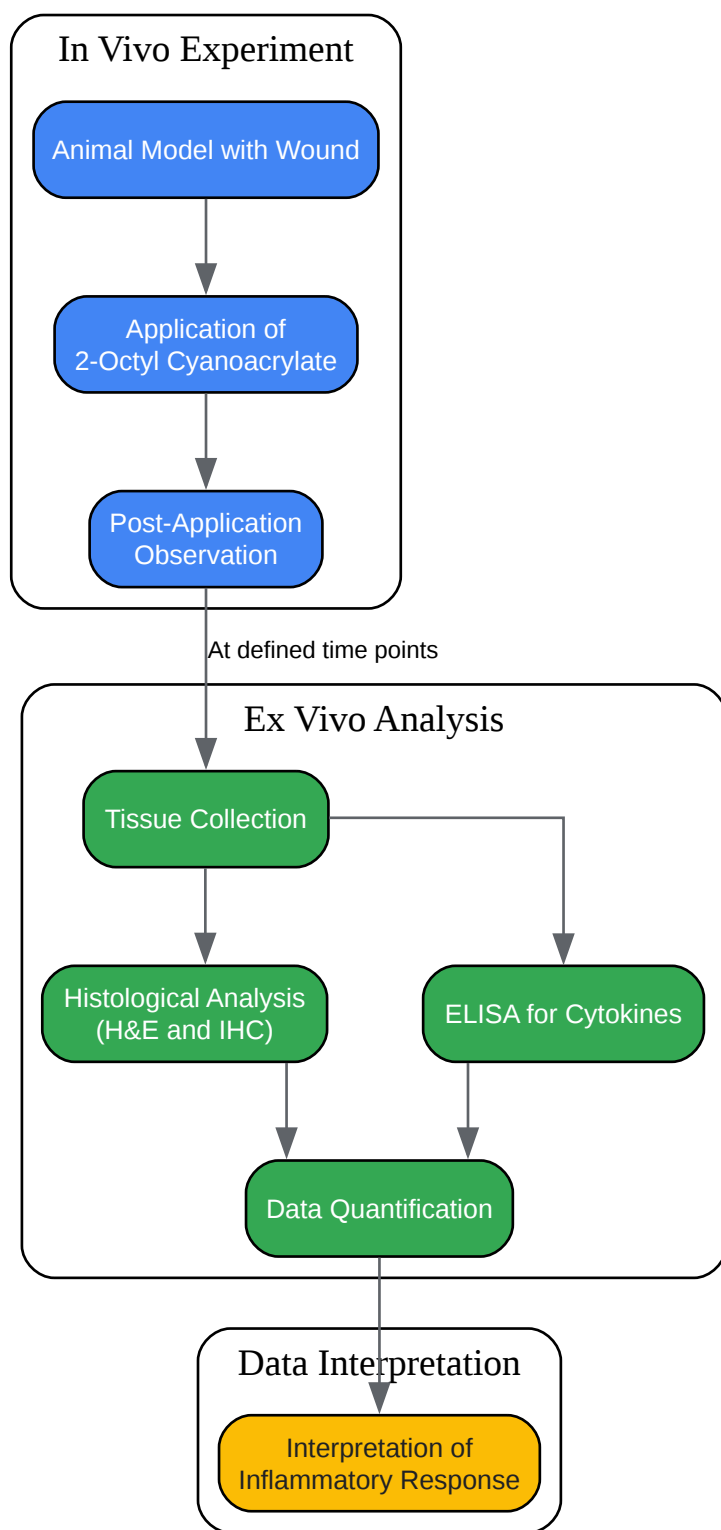 In Vivo Experiment
Animal Model with Wound
Application of
2-Octyl Cyanoacrylate
Post-Application
Observation
At defined time points
Ex Vivo Analysis
Tissue Collection
Histological Analysis
(H&E and IHC)
ELISA for Cytokines
Data Quantification
Data Interpretation
Interpretation of
Inflammatory Response